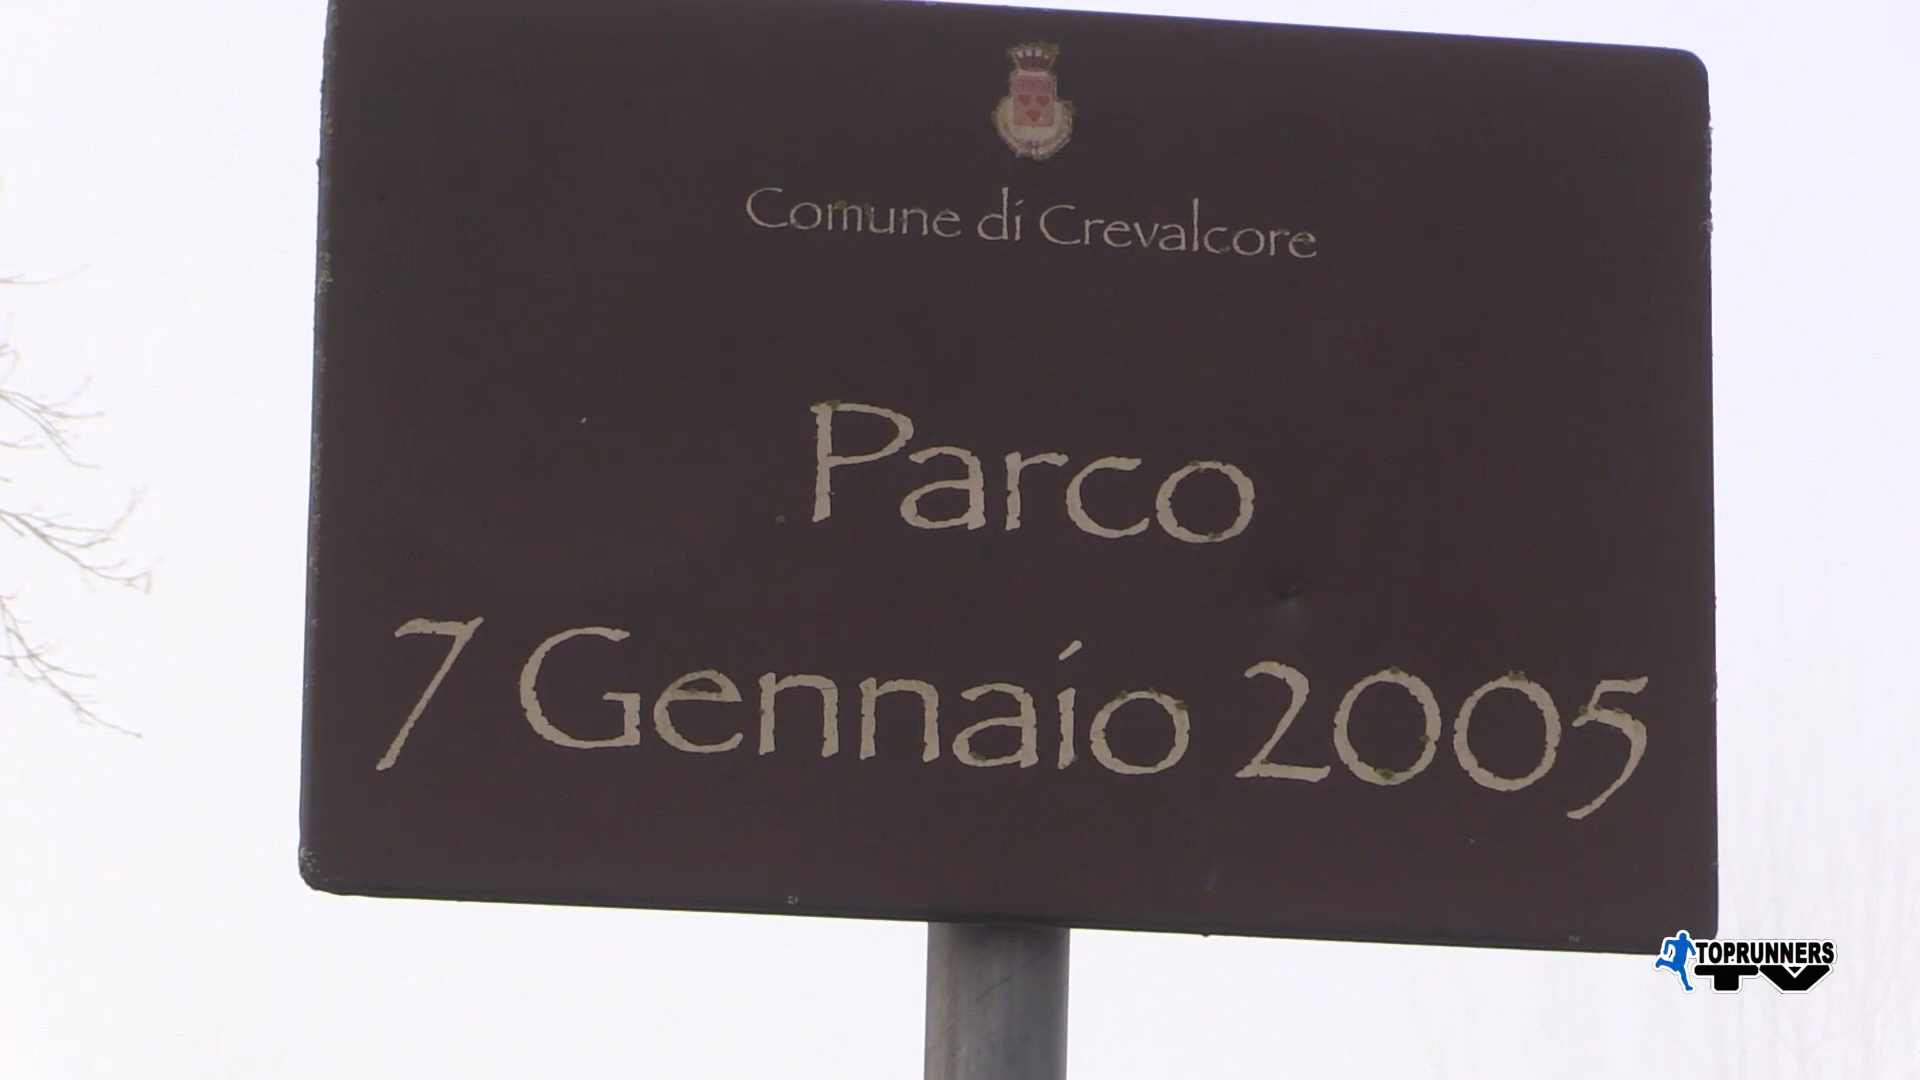 Comune di Crevalcore
Parco
7 Gennaio 2005
TOPRUNNERS
TV